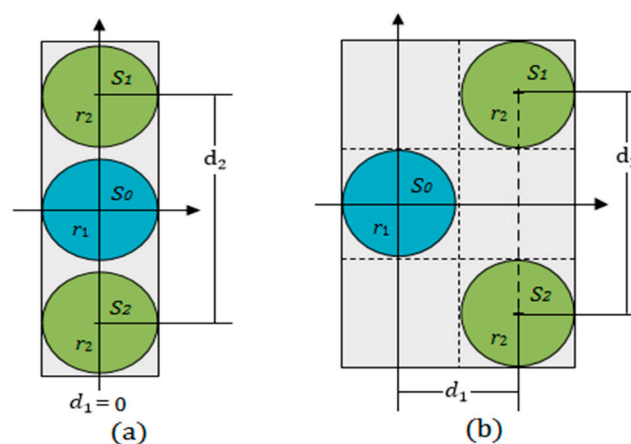 S₁
r₂
d₂
S₀
r₁
S₂
r₂
d₁ = 0
(a)
S₁
r₂
S₀
r₁
S₂
r₂
d₁
(b)